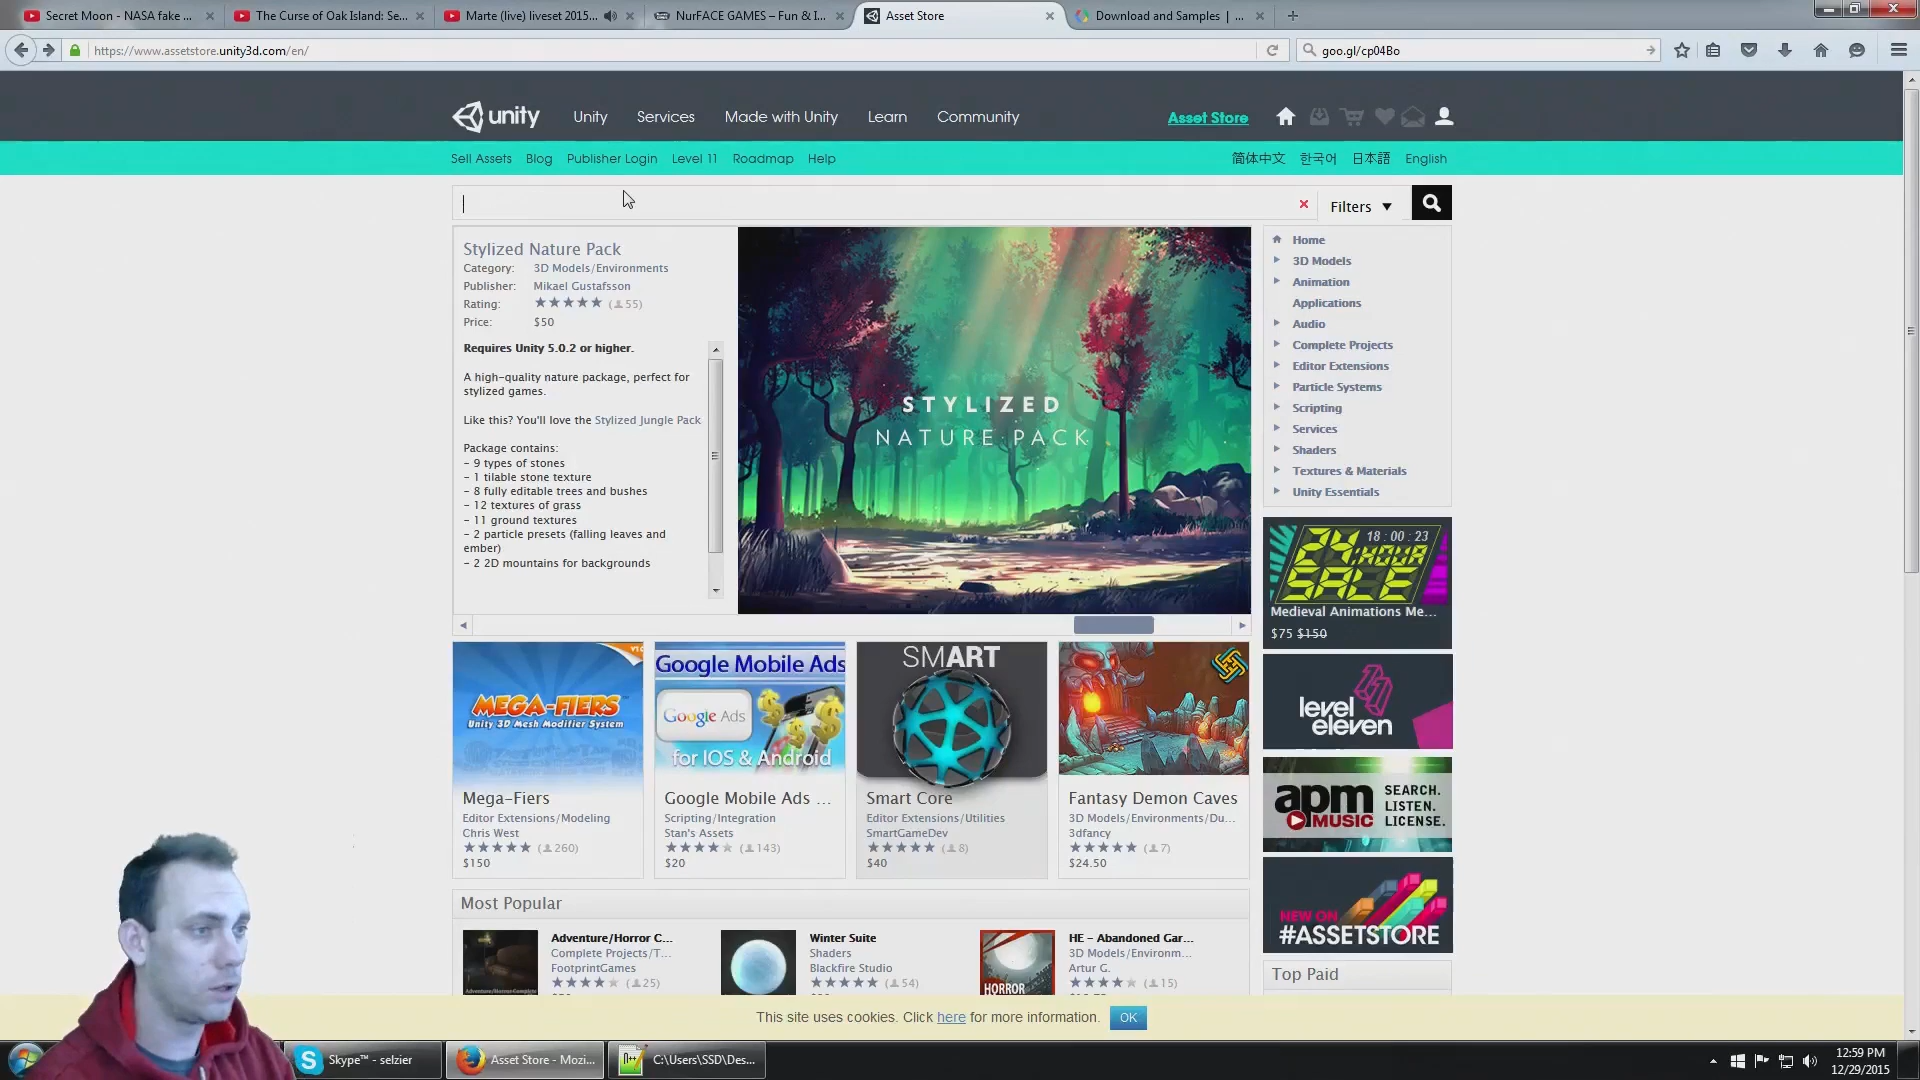 Secret Moon - NASA fake ...
The Curse of Oak Island: Se...
Marte (live) liveset 2015...
NurFACE GAMES – Fun & I...
Asset Store
Download and Samples | ...
https://www.assetstore.unity3d.com/en/
goo.gl/cp04Bo
unity
Unity
Services
Made with Unity
Learn
Community
Asset Store
Sell Assets
Blog
Publisher Login
Level 11
Roadmap
Help
简体中文
한국어
日本語
English
Filters
Stylized Nature Pack
Category: 3D Models/Environments
Publisher: Mikael Gustafsson
Rating: ★★★★★ (55)
Price: $50
Requires Unity 5.0.2 or higher.
A high-quality nature package, perfect for
stylized games.
Like this? You'll love the Stylized Jungle Pack
Package contains:
- 9 types of stones
- 1 tilable stone texture
- 8 fully editable trees and bushes
- 12 textures of grass
- 11 ground textures
- 2 particle presets (falling leaves and
ember)
- 2 2D mountains for backgrounds
STYLIZED
NATURE PACK
Home
3D Models
Animation
Applications
Audio
Complete Projects
Editor Extensions
Particle Systems
Scripting
Services
Shaders
Textures & Materials
Unity Essentials
18 : 00 : 23
24 HOUR
SALE
Medieval Animations Me...
$75 $150
level
eleven
apm
MUSIC
SEARCH.
LISTEN.
LICENSE.
NEW ON
#ASSETSTORE
Top Paid
MEGA-FIERS
Unity 3D Mesh Modifier System
Mega-Fiers
Editor Extensions/Modeling
Chris West
★★★★★ (260)
$150
Google Mobile Ads
Google Ads
for IOS & Android
Google Mobile Ads ...
Scripting/Integration
Stan's Assets
★★★★★ (143)
$20
SMART
Smart Core
Editor Extensions/Utilities
SmartGameDev
★★★★★ (8)
$40
Fantasy Demon Caves
3D Models/Environments/Du...
3dfancy
★★★★★ (7)
$24.50
Most Popular
Adventure/Horror C...
Complete Projects/T...
FootprintGames
★★★★★ (25)
Winter Suite
Shaders
Blackfire Studio
★★★★★ (54)
HORROR
HE - Abandoned Gar...
3D Models/Environm...
Artur G.
★★★★★ (15)
This site uses cookies. Click here for more information.
OK
Skype™ - selzier
Asset Store - Mozi...
C:\Users\SSD\Des...
12:59 PM
12/29/2015